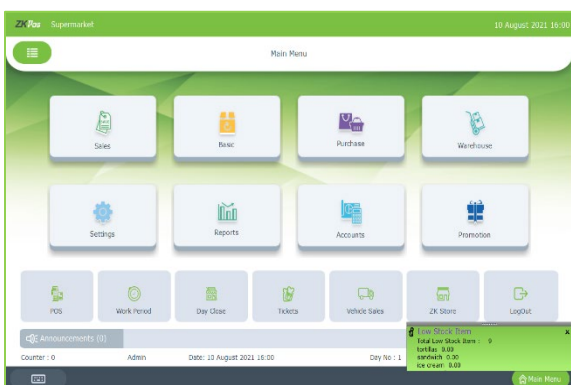 ZKPos Supermarket 10 August 2021 16:00
Main Menu
Sales Basic Purchase Warehouse
Settings Reports Accounts Promotion
POS Work Period Day Close Tickets Vehicle Sales ZK Store LogOut
Announcements (0)
Low Stock Item x
Total Low Stock Item : 9
tortillas 0.00
sandwich 0.00
ice cream 0.00
Counter : 0 Admin Date: 10 August 2021 16:00 Day No : 1
Main Menu